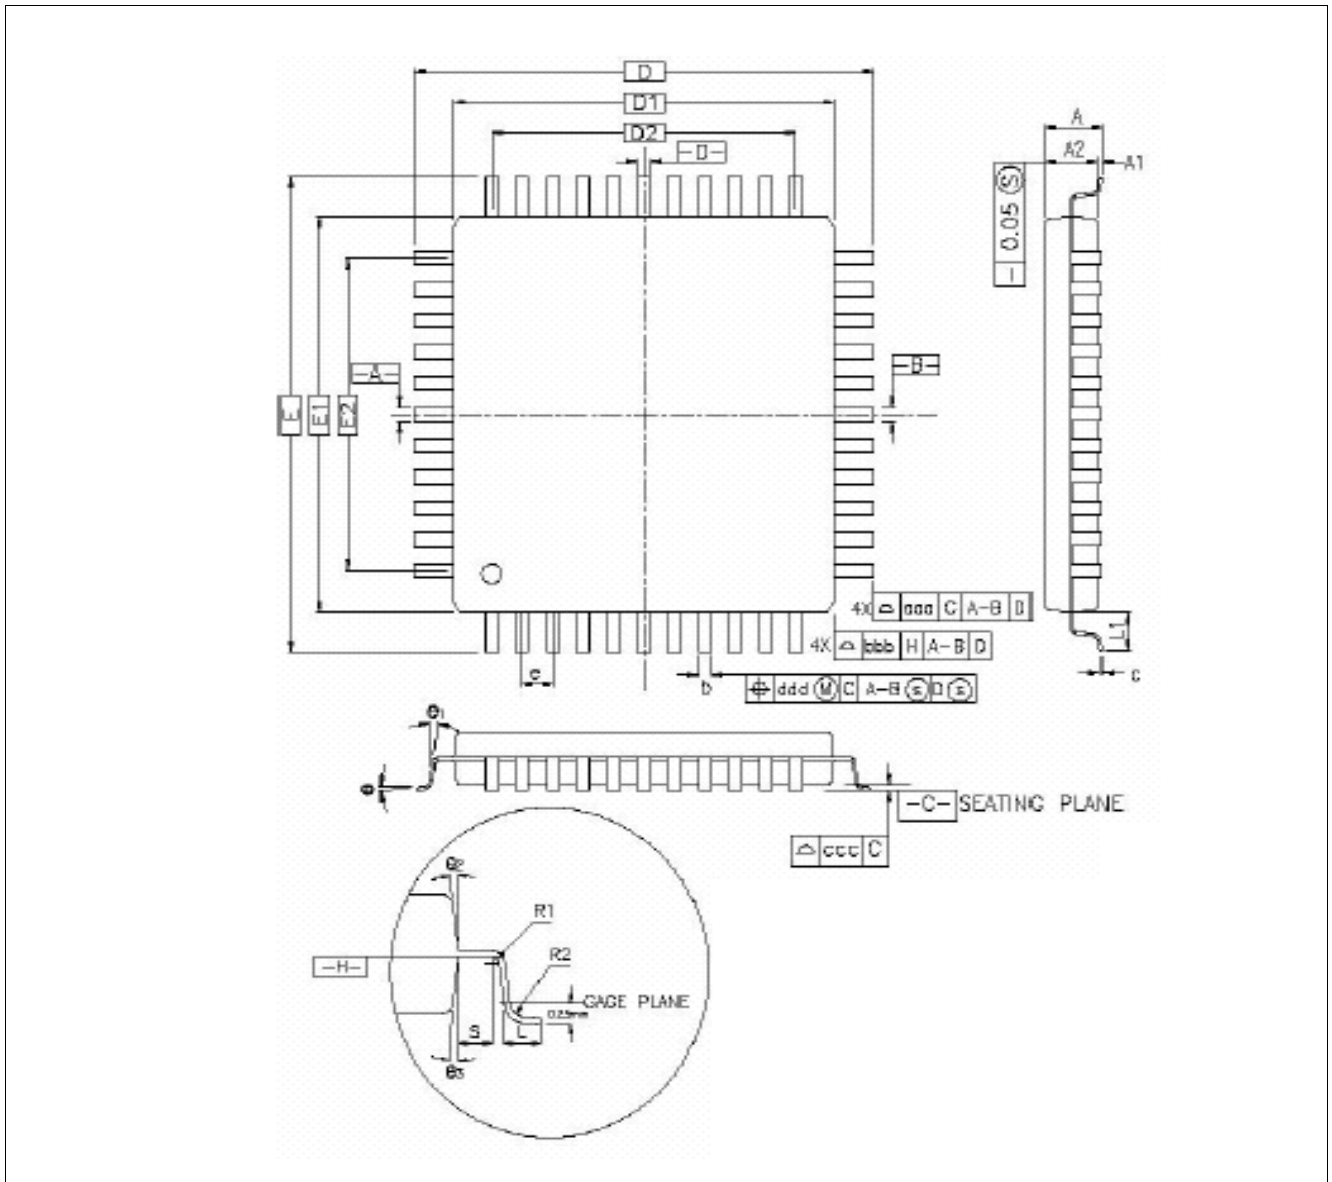 D
D1
D2
-D-
A
A2
A1
0.05 S
-A-
-B-
E
E1
E2
4X aaa C A-B D
4X bbb H A-B D
L1
e
b
ddd M C A-B S D S
c
θ1
θ
-C- SEATING PLANE
ccc C
θ2
R1
R2
-H-
GAGE PLANE
0.25mm
S
L
θ3